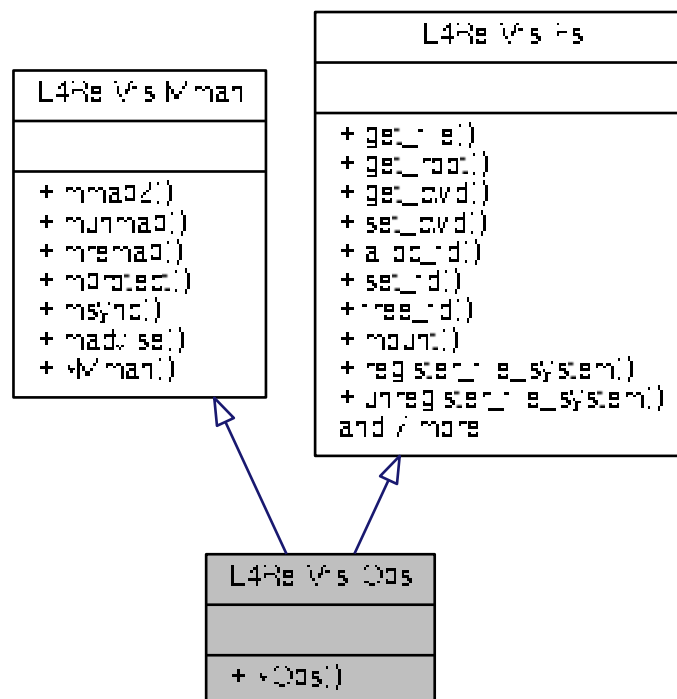 L4Re::Vfs::Mman
+ mmap2()
+ munmap()
+ mremap()
+ mprotect()
+ msync()
+ madvise()
+ ~Mman()
L4Re::Vfs::Fs
+ get_file()
+ get_root()
+ get_cwd()
+ set_cwd()
+ alloc_fd()
+ set_fd()
+ free_fd()
+ mount()
+ register_file_system()
+ unregister_file_system()
and 7 more...
L4Re::Vfs::Ops
+ ~Ops()